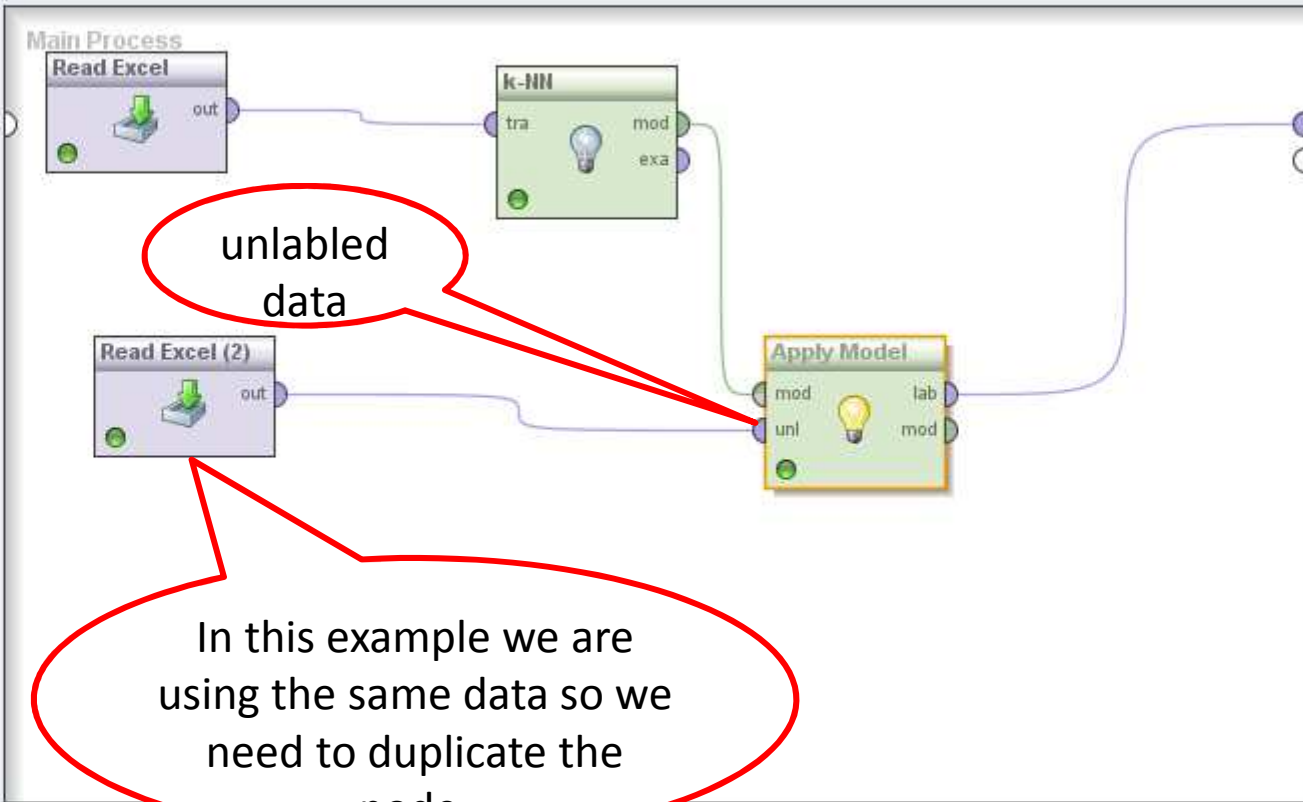 Main Process
Read Excel
out
k-NN
tra mod
exa
unlabled
data
Read Excel (2)
out
Apply Model
mod lab
unl mod
In this example we are
using the same data so we
need to duplicate the